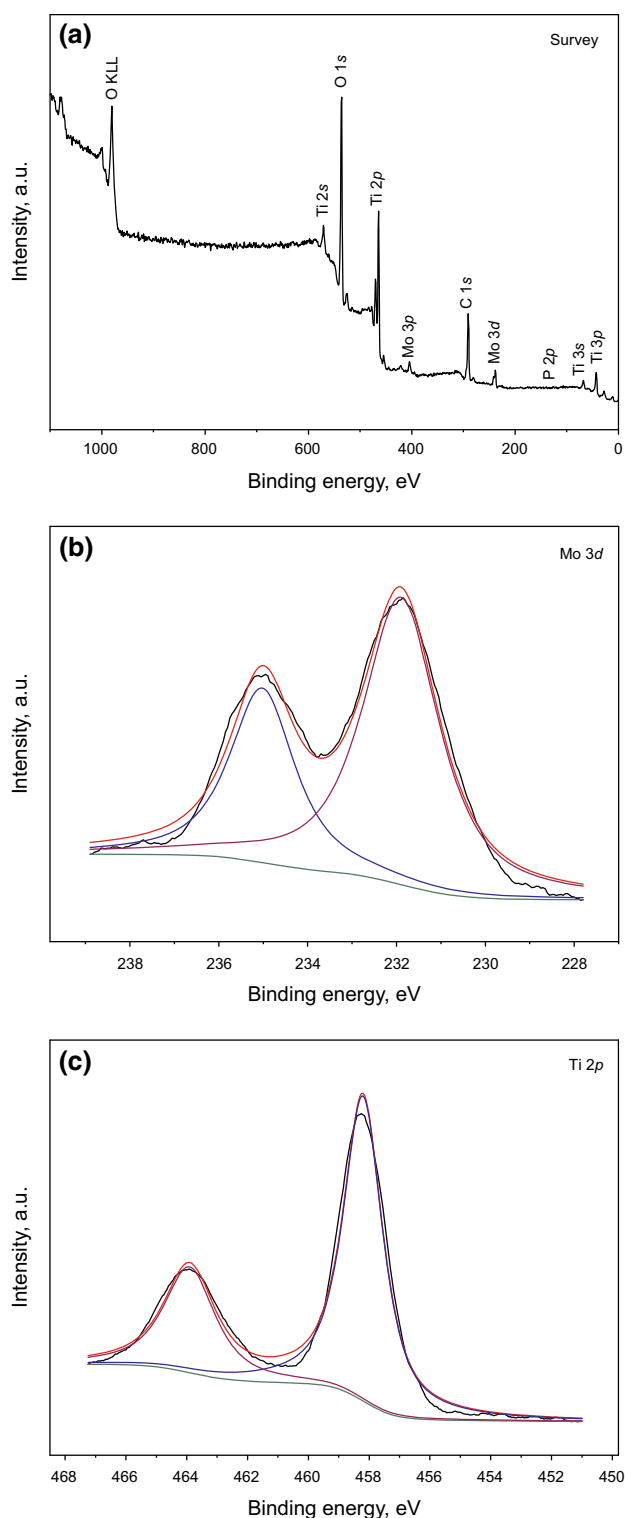 (a)
Survey
O KLL
Ti 2s
O 1s
Ti 2p
Mo 3p
C 1s
Mo 3d
P 2p
Ti 3s
Ti 3p
Intensity, a.u.
1000 800 600 400 200 0
Binding energy, eV
(b)
Mo 3d
Intensity, a.u.
238 236 234 232 230 228
Binding energy, eV
(c)
Ti 2p
Intensity, a.u.
468 466 464 462 460 458 456 454 451 450
Binding energy, eV